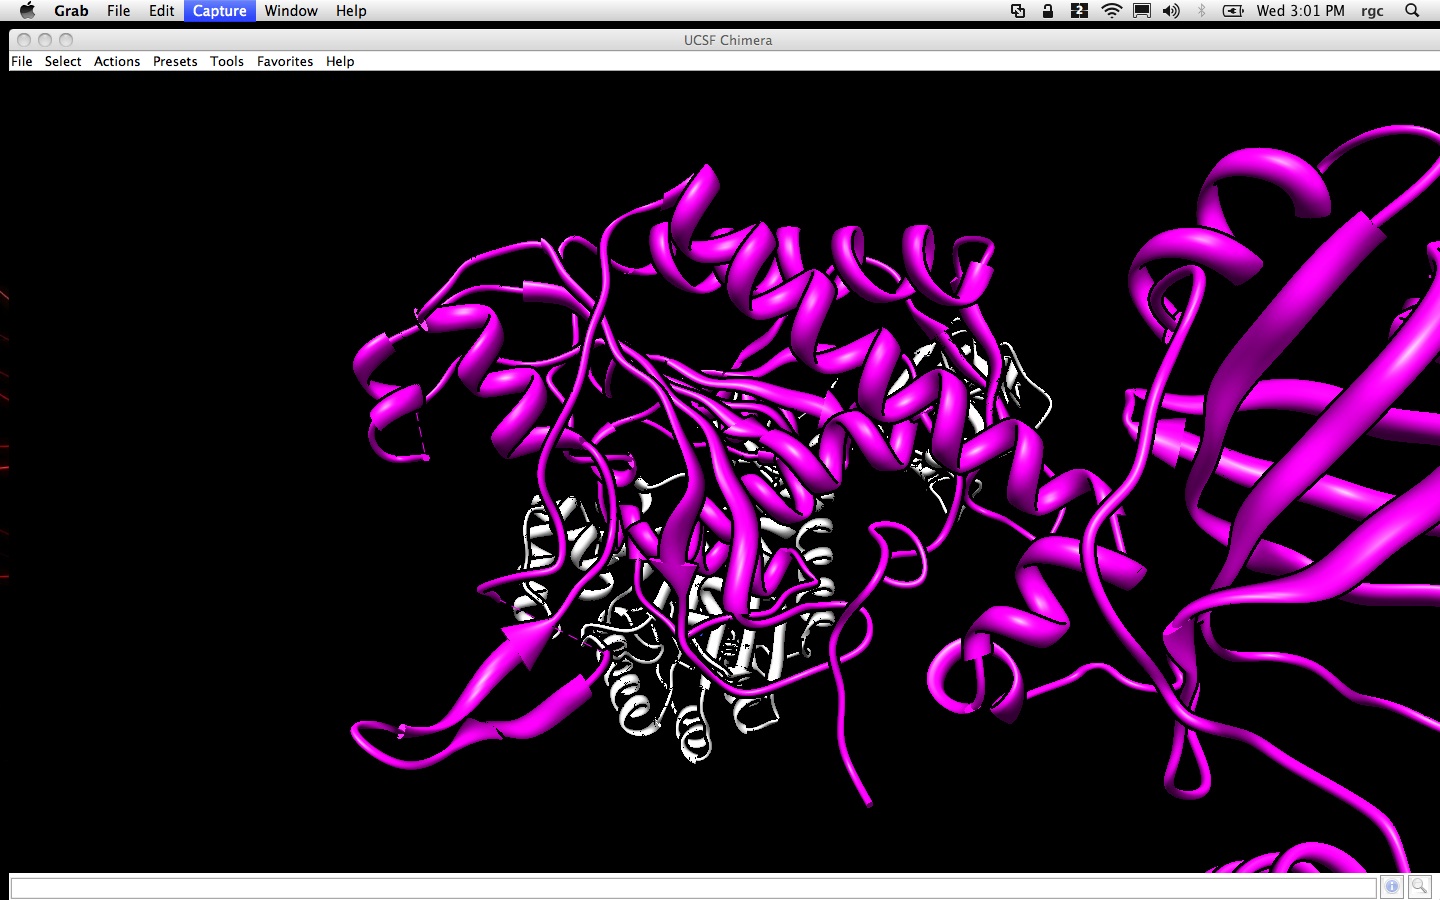 Grab File Edit Capture Window Help 2 Wed 3:01 PM rgc
UCSF Chimera
File Select Actions Presets Tools Favorites Help